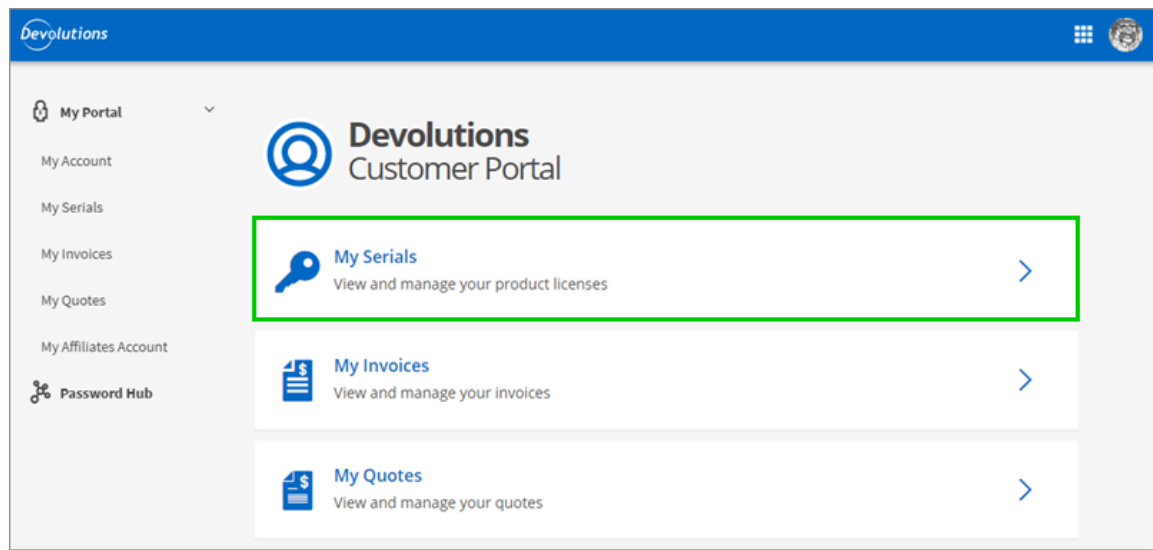 Devolutions
My Portal
My Account
My Serials
My Invoices
My Quotes
My Affiliates Account
Password Hub
Devolutions
Customer Portal
My Serials
View and manage your product licenses
My Invoices
View and manage your invoices
My Quotes
View and manage your quotes